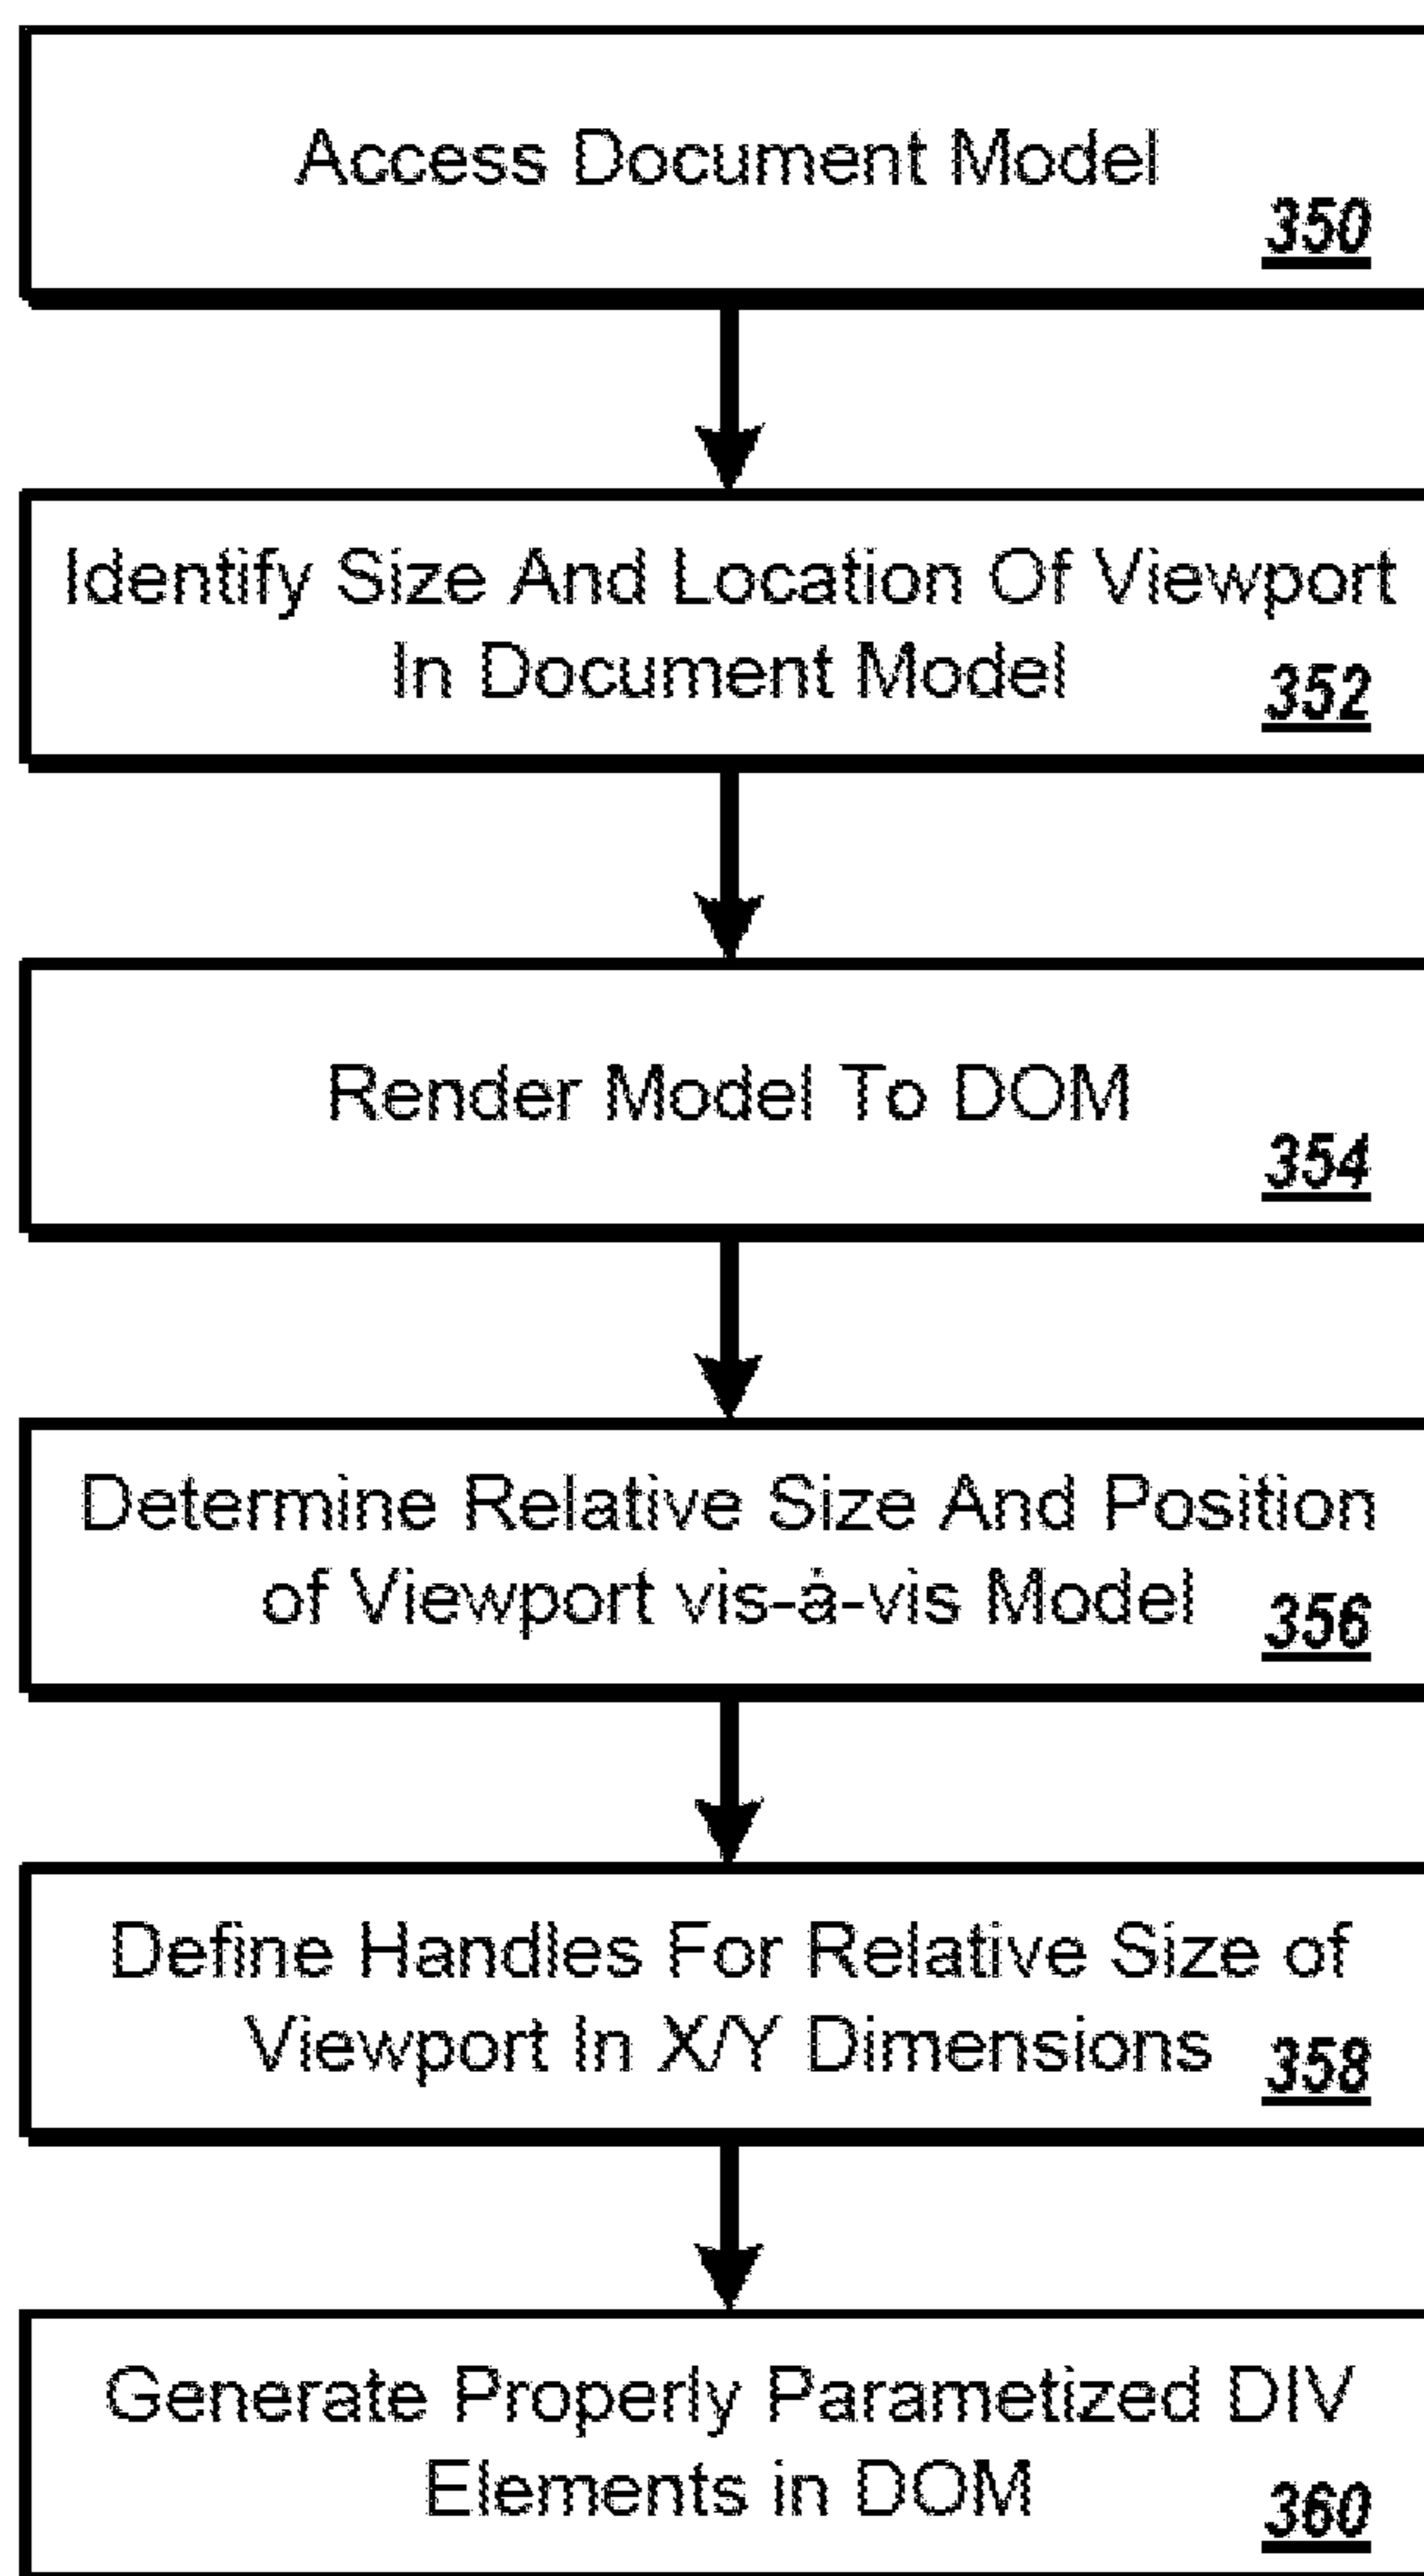 Access Document Model
350
Identify Size And Location Of Viewport
In Document Model
352
Render Model To DOM
354
Determine Relative Size And Position
of Viewport vis-à-vis Model
356
Define Handles For Relative Size of
Viewport In X/Y Dimensions
358
Generate Properly Parametized DIV
Elements in DOM
360